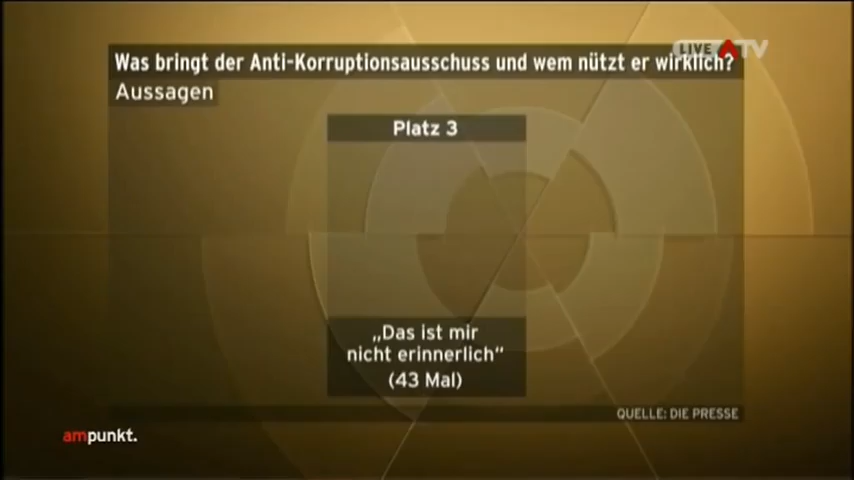 LIVE ATV
Was bringt der Anti-Korruptionsausschuss und wem nützt er wirklich?
Aussagen
Platz 3
„Das ist mir
nicht erinnerlich“
(43 Mal)
QUELLE: DIE PRESSE
ampunkt.